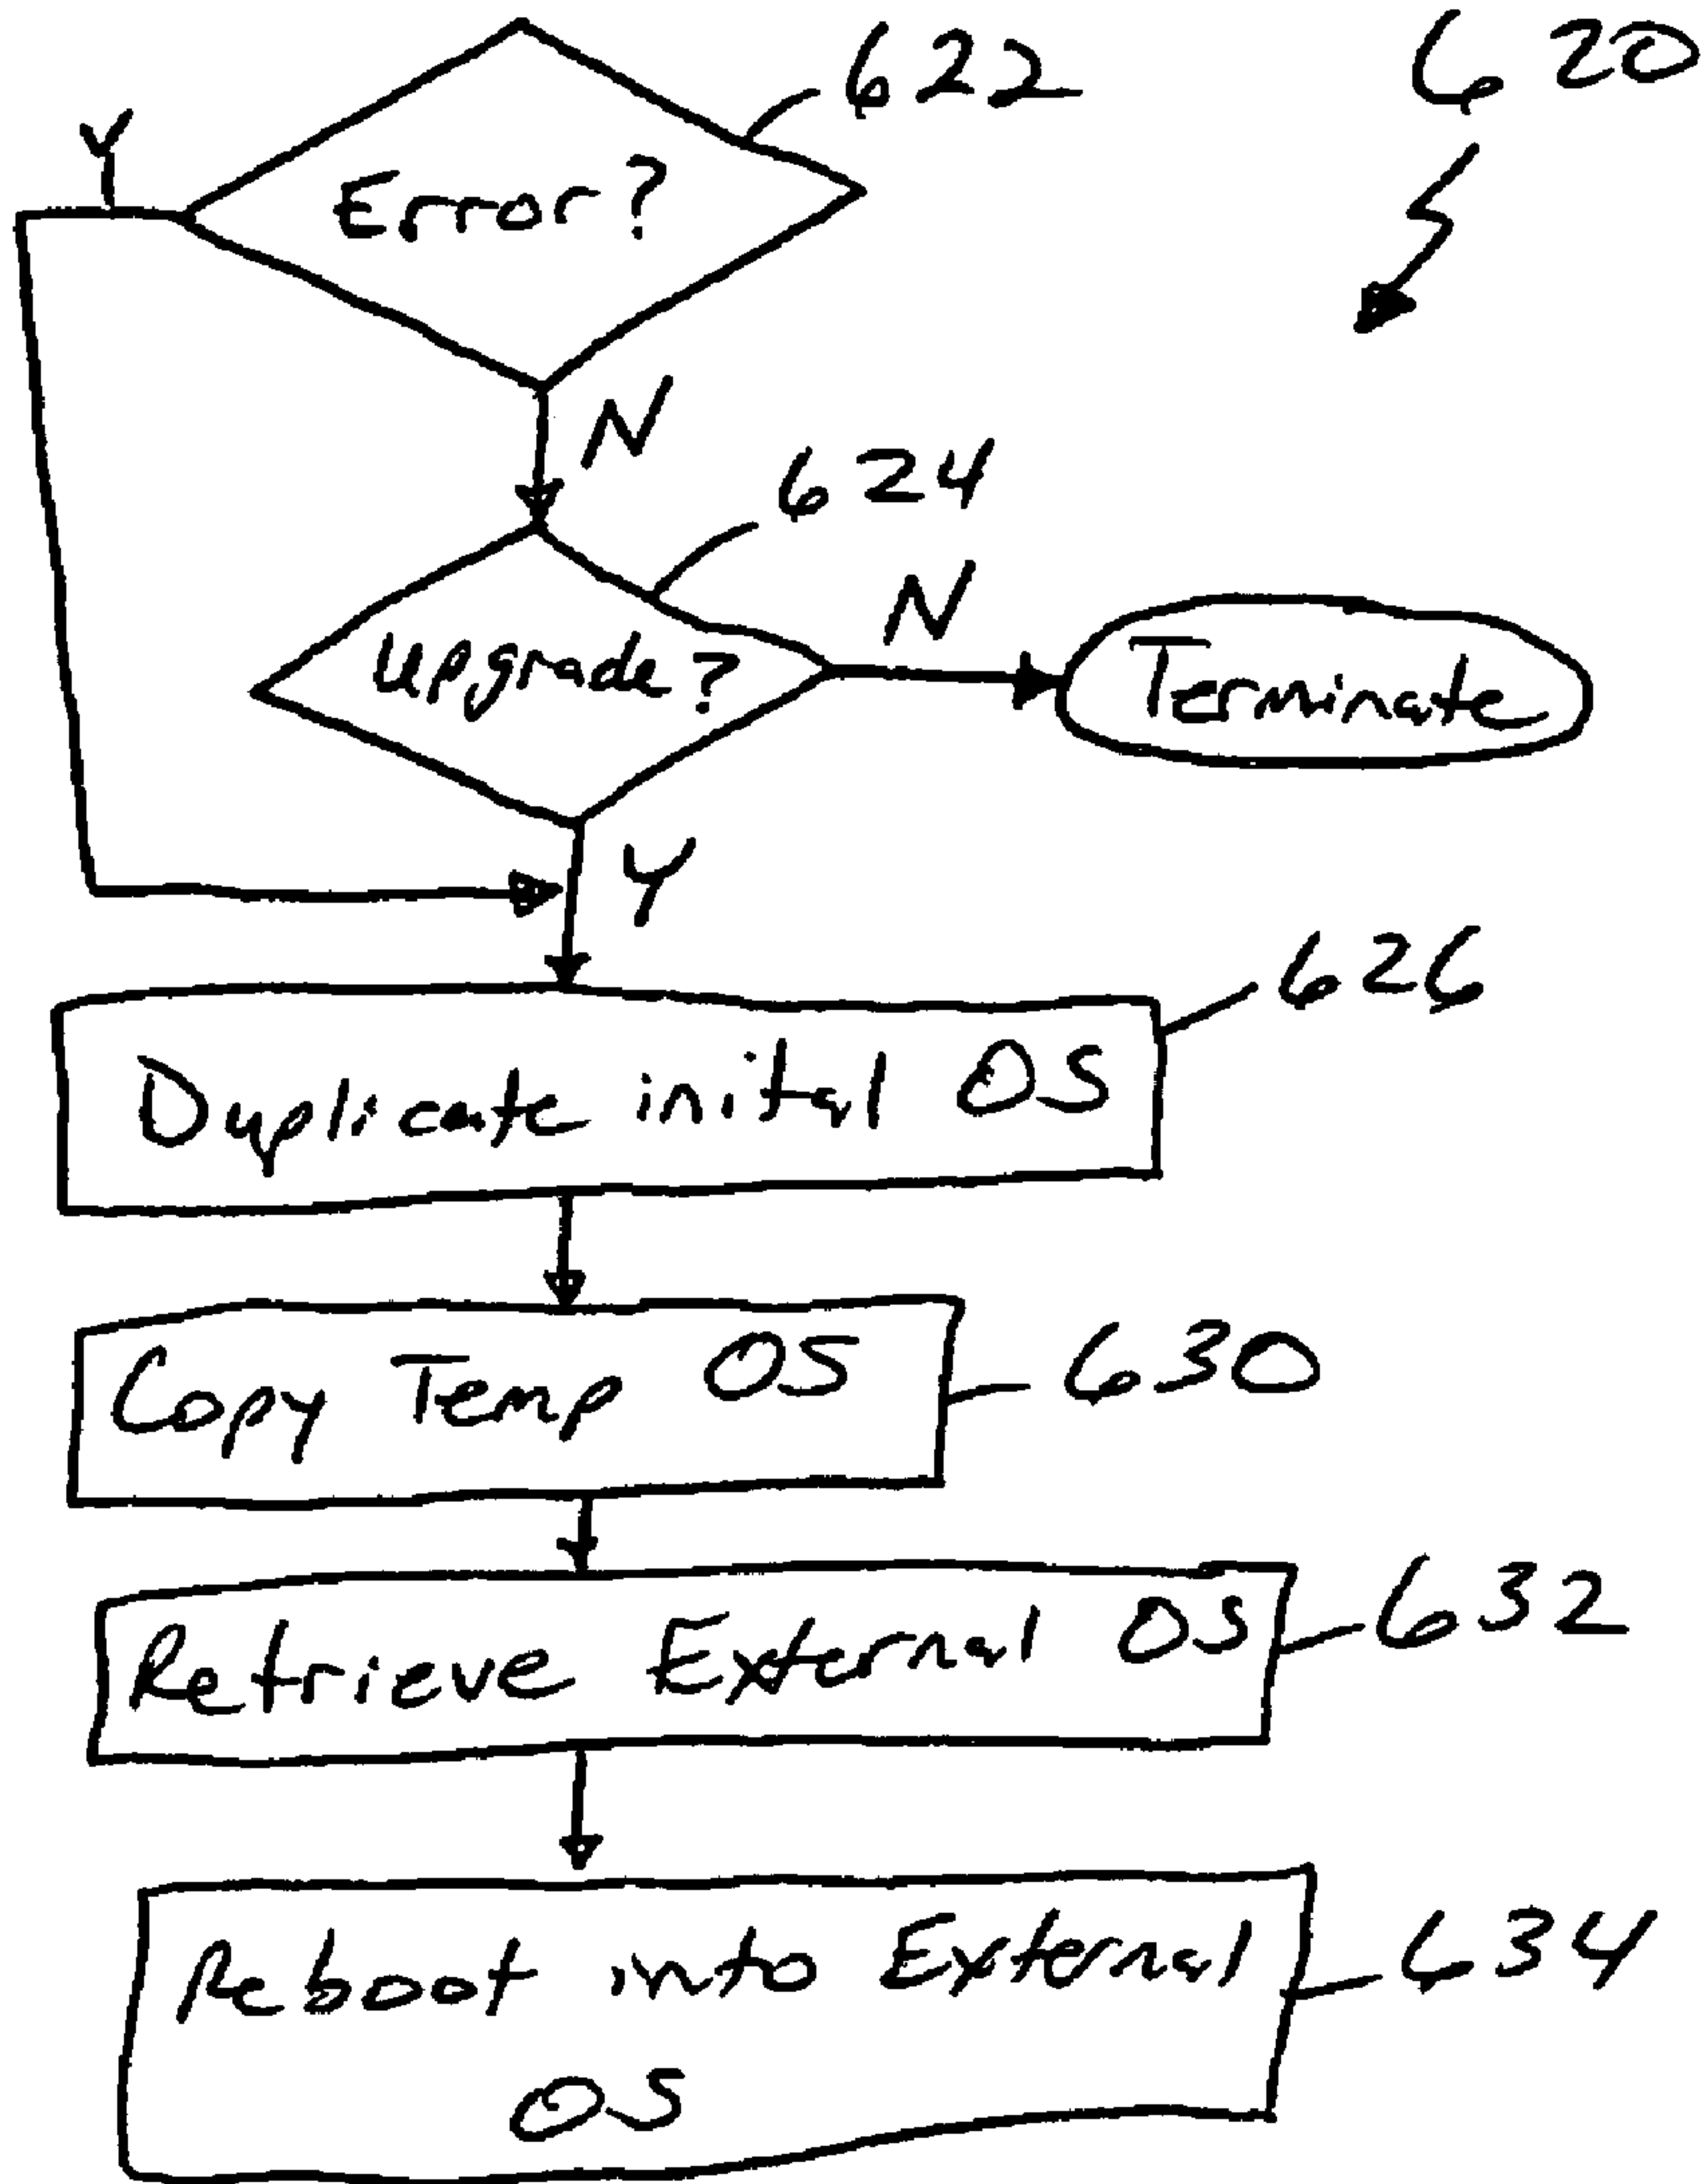 622
620
Y
Error?
N
624
N
Upgrade?
Terminate
Y
626
Duplicate inital OS
Copy Temp OS
630
Retrieve External OS
632
Reboot into External
634
OS